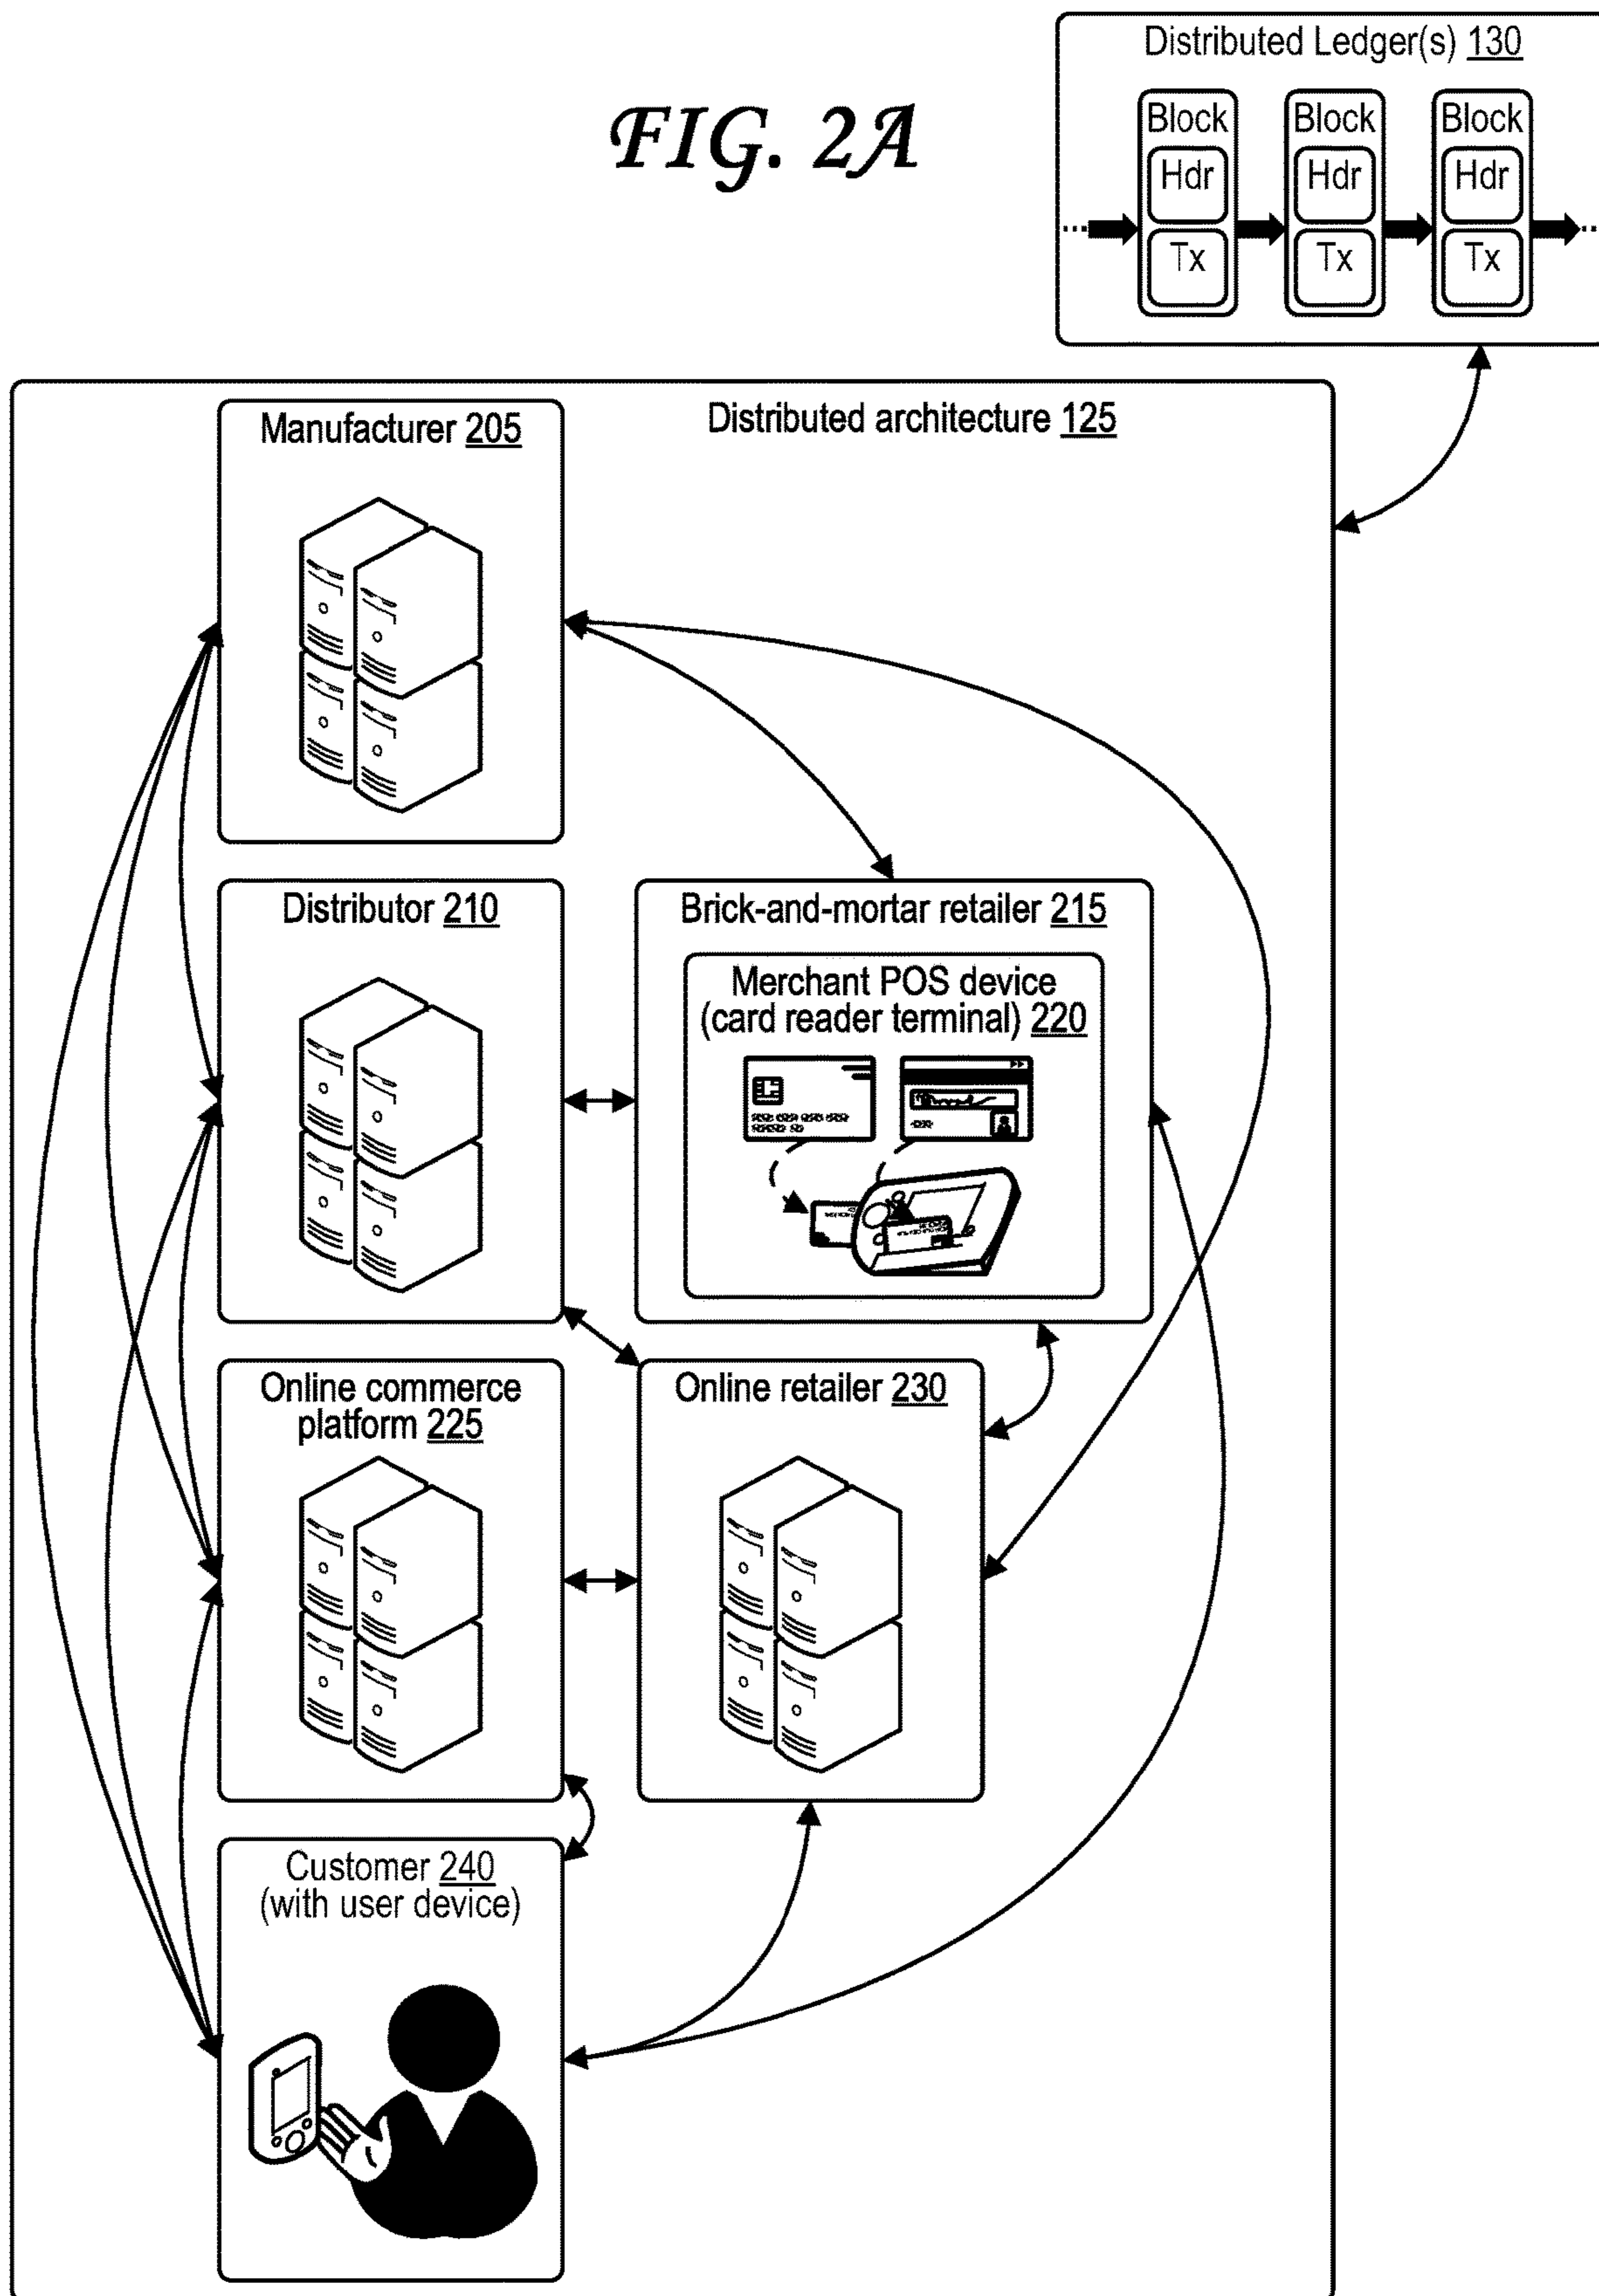 FIG. 2A
Distributed Ledger(s) 130
Block
Hdr
Tx
Block
Hdr
Tx
Block
Hdr
Tx
Distributed architecture 125
Manufacturer 205
Distributor 210
Brick-and-mortar retailer 215
Merchant POS device
(card reader terminal) 220
Online commerce
platform 225
Online retailer 230
Customer 240
(with user device)